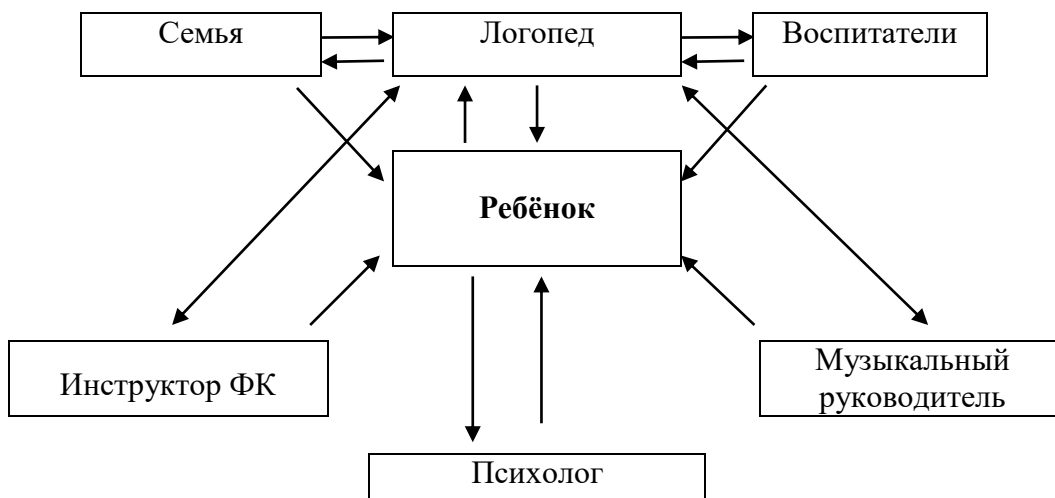 Семья
Логопед
Воспитатели
Ребёнок
Инструктор ФК
Музыкальный
руководитель
Психолог